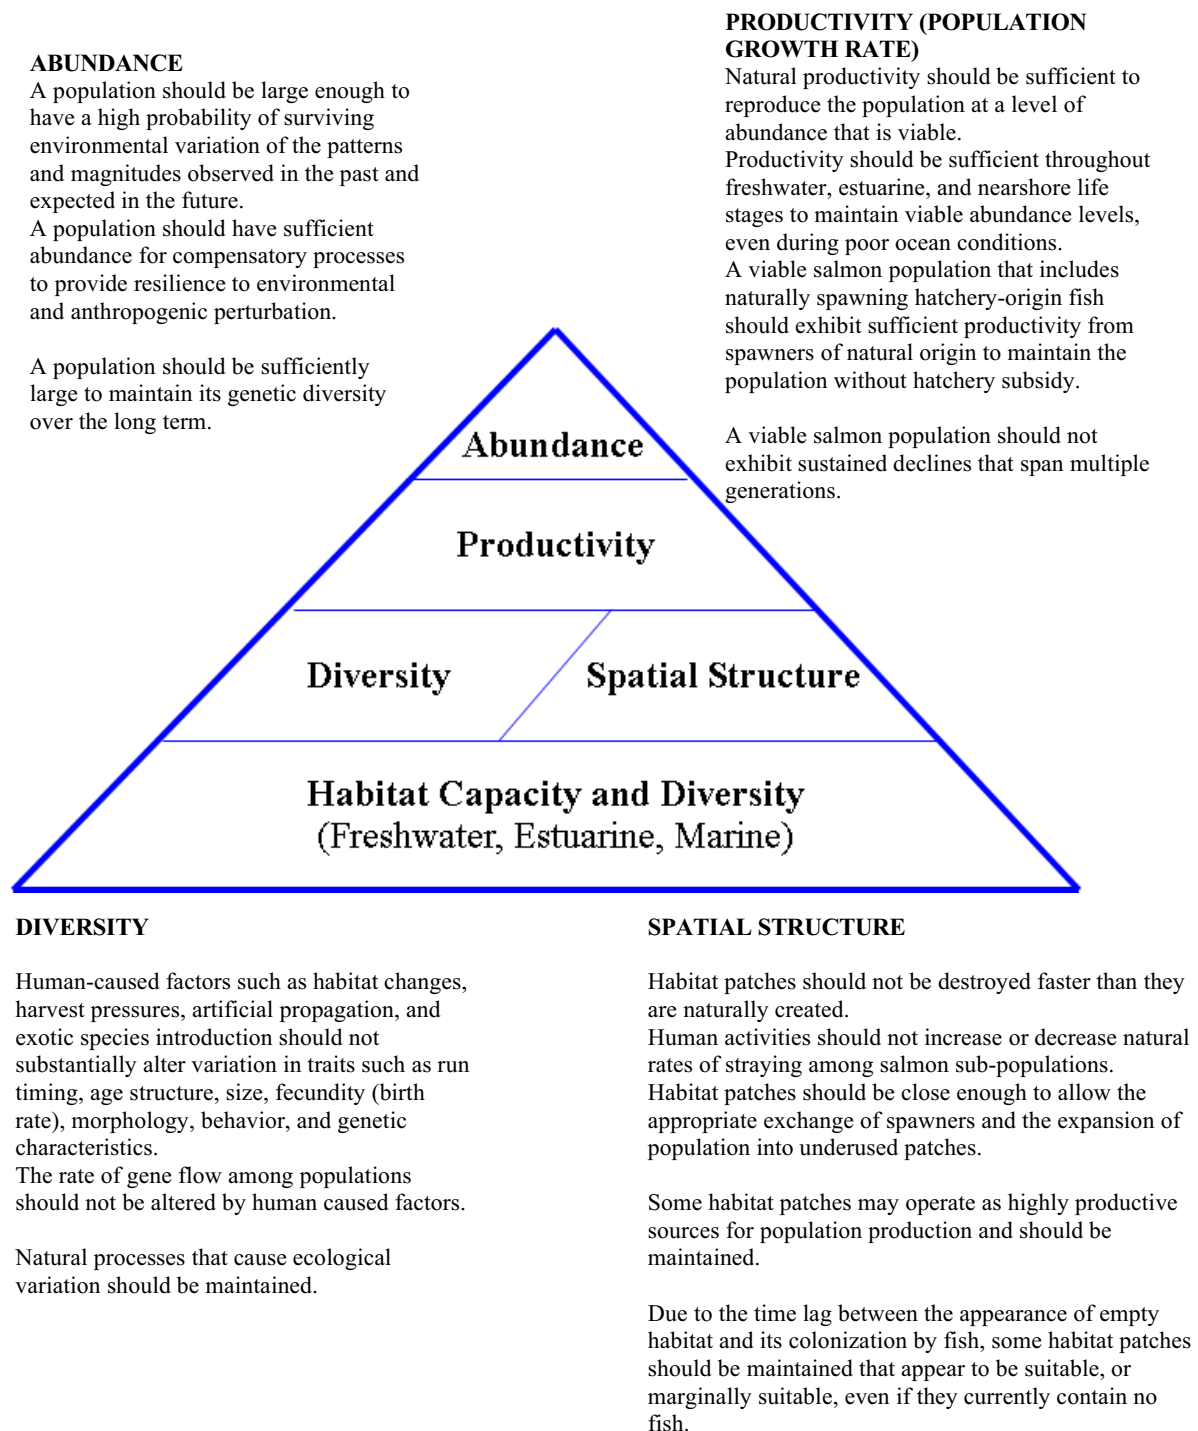 ABUNDANCE
A population should be large enough to
have a high probability of surviving
environmental variation of the patterns
and magnitudes observed in the past and
expected in the future.
A population should have sufficient
abundance for compensatory processes
to provide resilience to environmental
and anthropogenic perturbation.
A population should be sufficiently
large to maintain its genetic diversity
over the long term.
PRODUCTIVITY (POPULATION
GROWTH RATE)
Natural productivity should be sufficient to
reproduce the population at a level of
abundance that is viable.
Productivity should be sufficient throughout
freshwater, estuarine, and nearshore life
stages to maintain viable abundance levels,
even during poor ocean conditions.
A viable salmon population that includes
naturally spawning hatchery-origin fish
should exhibit sufficient productivity from
spawners of natural origin to maintain the
population without hatchery subsidy.
A viable salmon population should not
exhibit sustained declines that span multiple
generations.
Abundance
Productivity
Diversity
Spatial Structure
Habitat Capacity and Diversity
(Freshwater, Estuarine, Marine)
DIVERSITY
Human-caused factors such as habitat changes,
harvest pressures, artificial propagation, and
exotic species introduction should not
substantially alter variation in traits such as run
timing, age structure, size, fecundity (birth
rate), morphology, behavior, and genetic
characteristics.
The rate of gene flow among populations
should not be altered by human caused factors.
Natural processes that cause ecological
variation should be maintained.
SPATIAL STRUCTURE
Habitat patches should not be destroyed faster than they
are naturally created.
Human activities should not increase or decrease natural
rates of straying among salmon sub-populations.
Habitat patches should be close enough to allow the
appropriate exchange of spawners and the expansion of
population into underused patches.
Some habitat patches may operate as highly productive
sources for population production and should be
maintained.
Due to the time lag between the appearance of empty
habitat and its colonization by fish, some habitat patches
should be maintained that appear to be suitable, or
marginally suitable, even if they currently contain no
fish.